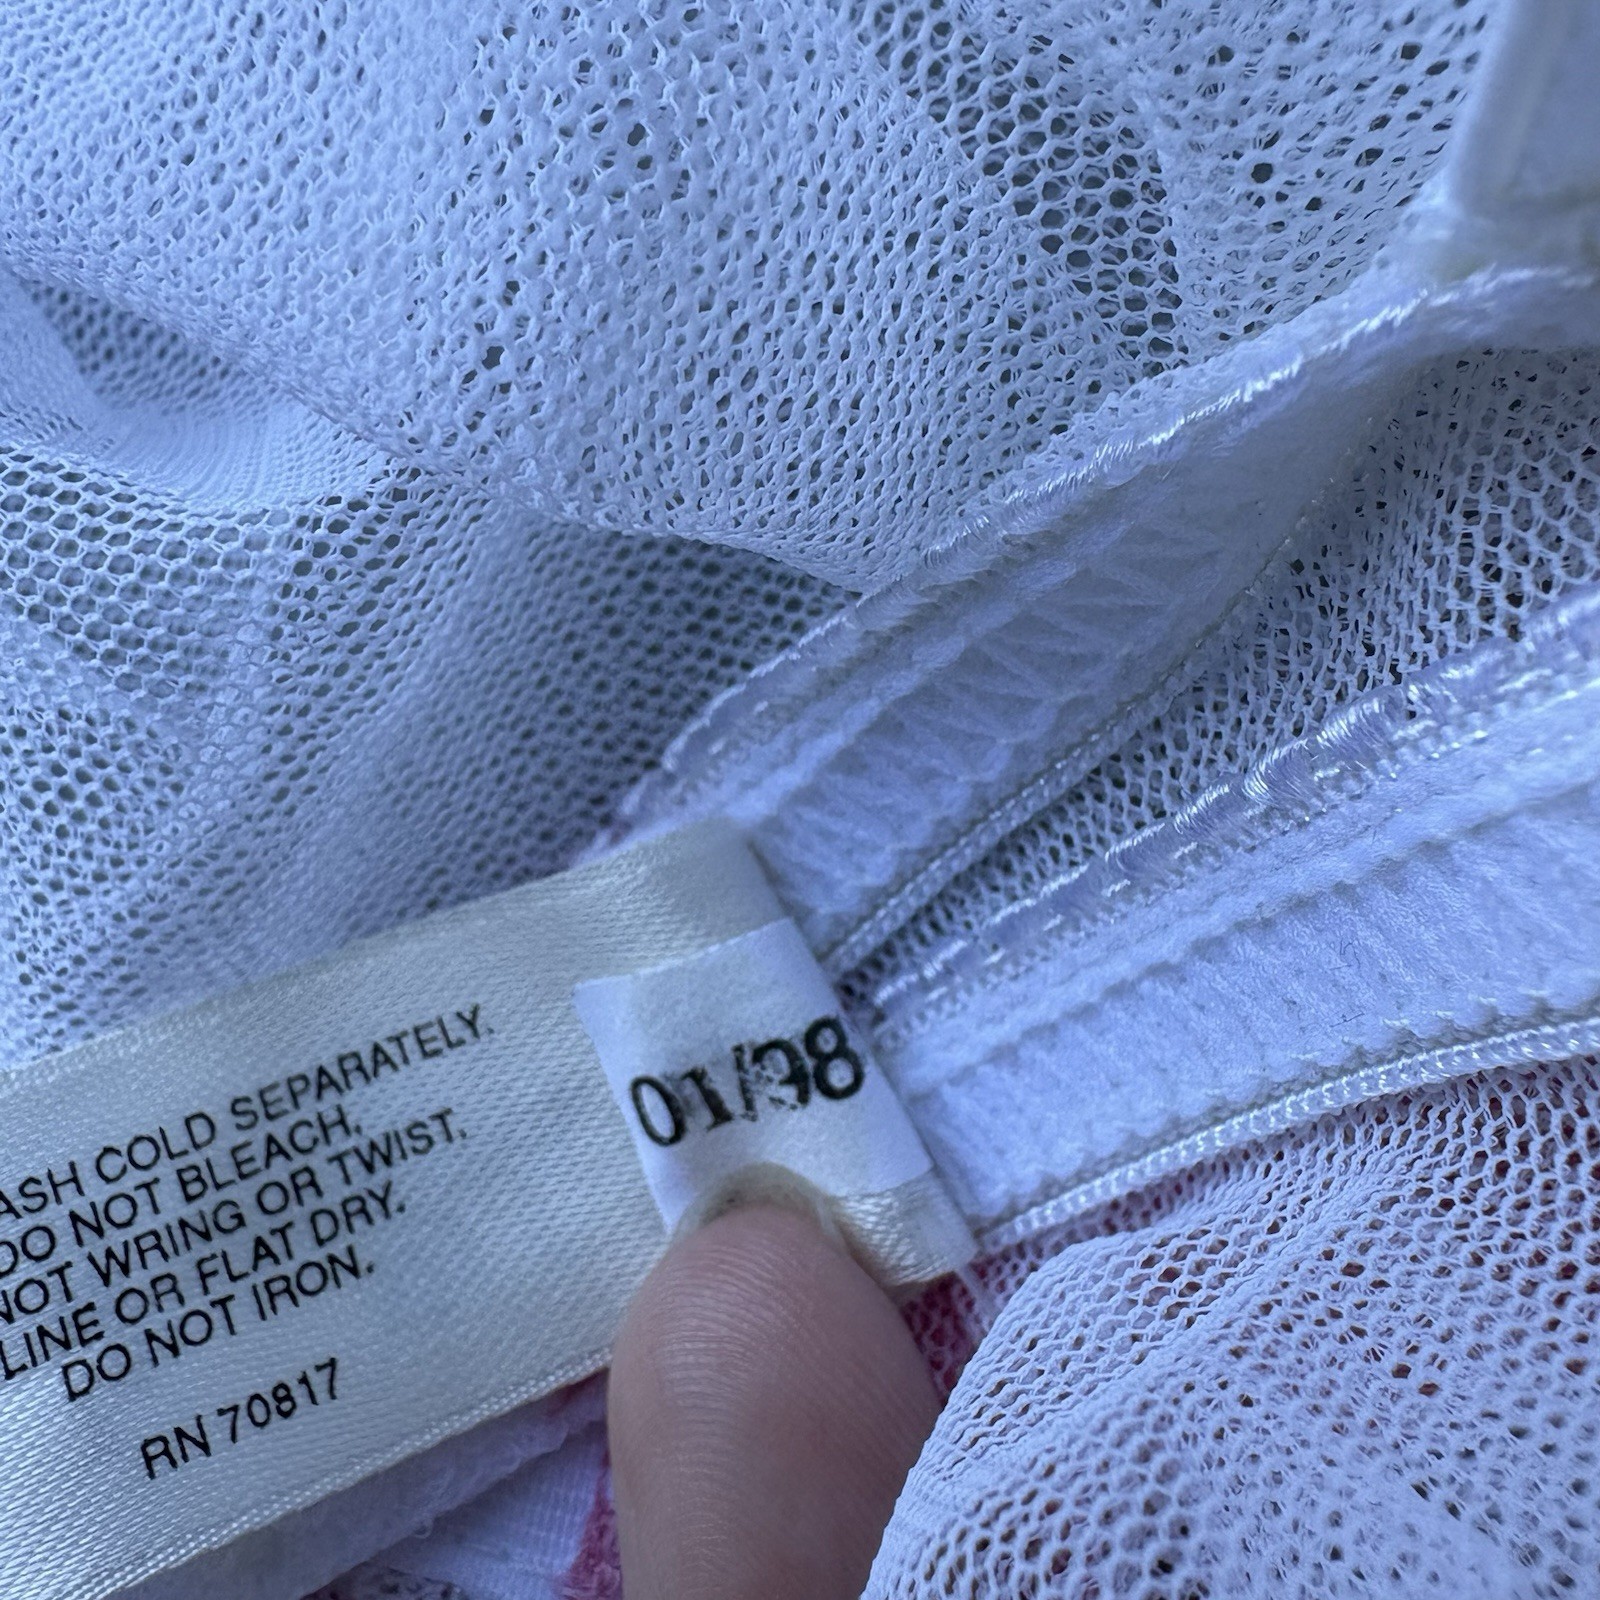 ASH COLD SEPARATELY.
DO NOT BLEACH.
NOT WRING OR TWIST.
LINE OR FLAT DRY.
DO NOT IRON.
RN 70817
01/98